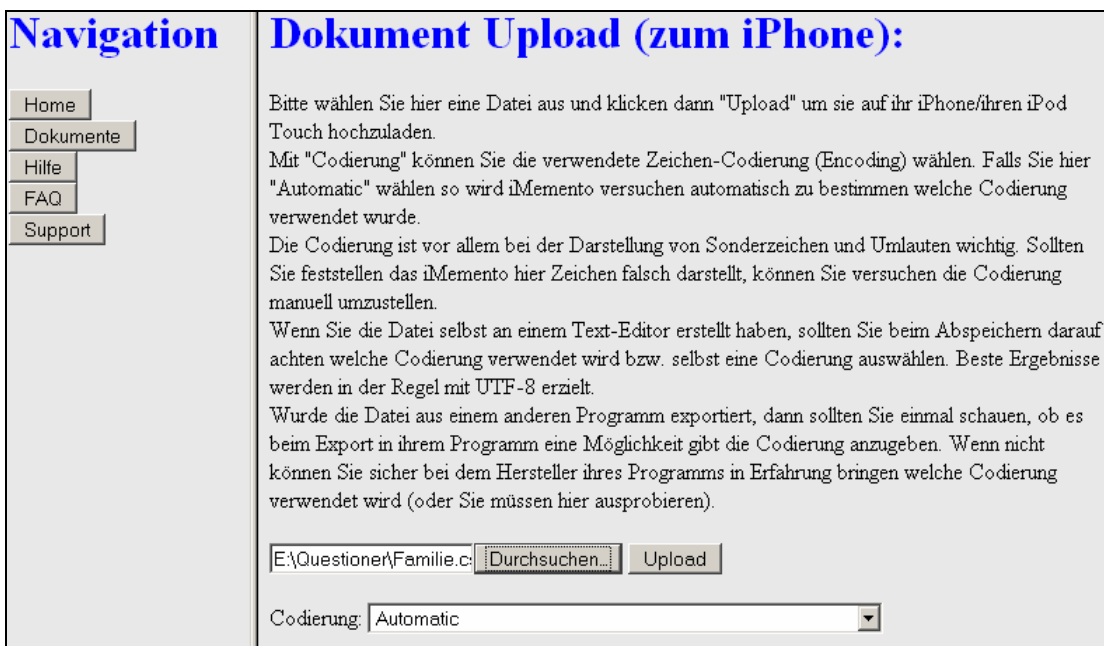 Navigation
Home
Dokumente
Hilfe
FAQ
Support
Dokument Upload (zum iPhone):
Bitte wählen Sie hier eine Datei aus und klicken dann "Upload" um sie auf ihr iPhone/ihren iPod
Touch hochzuladen.
Mit "Codierung" können Sie die verwendete Zeichen-Codierung (Encoding) wählen. Falls Sie hier
"Automatic" wählen so wird iMemento versuchen automatisch zu bestimmen welche Codierung
verwendet wurde.
Die Codierung ist vor allem bei der Darstellung von Sonderzeichen und Umlauten wichtig. Sollten
Sie feststellen das iMemento hier Zeichen falsch darstellt, können Sie versuchen die Codierung
manuell umzustellen.
Wenn Sie die Datei selbst an einem Text-Editor erstellt haben, sollten Sie beim Abspeichern darauf
achten welche Codierung verwendet wird bzw. selbst eine Codierung auswählen. Beste Ergebnisse
werden in der Regel mit UTF-8 erzielt.
Wurde die Datei aus einem anderen Programm exportiert, dann sollten Sie einmal schauen, ob es
beim Export in ihrem Programm eine Möglichkeit gibt die Codierung anzugeben. Wenn nicht
können Sie sicher bei dem Hersteller ihres Programms in Erfahrung bringen welche Codierung
verwendet wird (oder Sie müssen hier ausprobieren).
E:\Questioner\Familie.c Durchsuchen... Upload
Codierung: Automatic